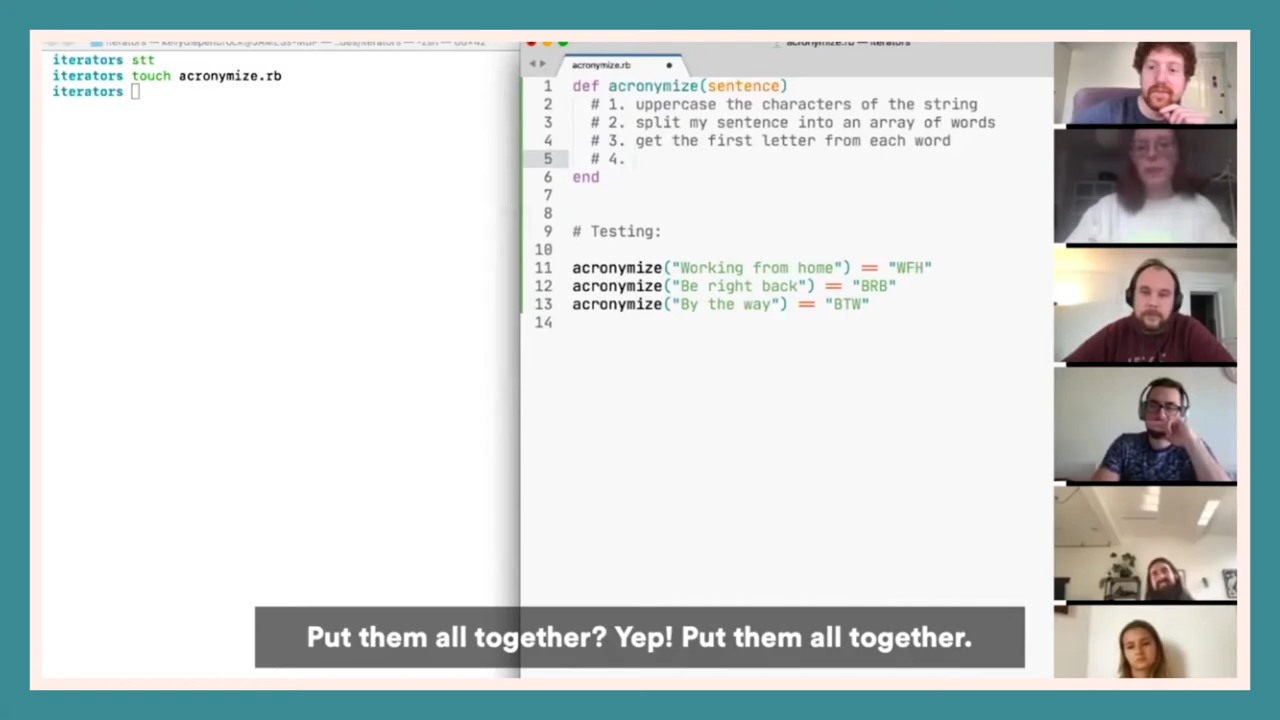 iterators stt
iterators touch acronymize.rb
iterators
acronymize.rb — iterators
acronymize.rb
1 def acronymize(sentence)
2 # 1. uppercase the characters of the string
3 # 2. split my sentence into an array of words
4 # 3. get the first letter from each word
5 # 4.
6 end
7
8
9 # Testing:
10
11 acronymize("Working from home") == "WFH"
12 acronymize("Be right back") == "BRB"
13 acronymize("By the way") == "BTW"
14
Put them all together? Yep! Put them all together.